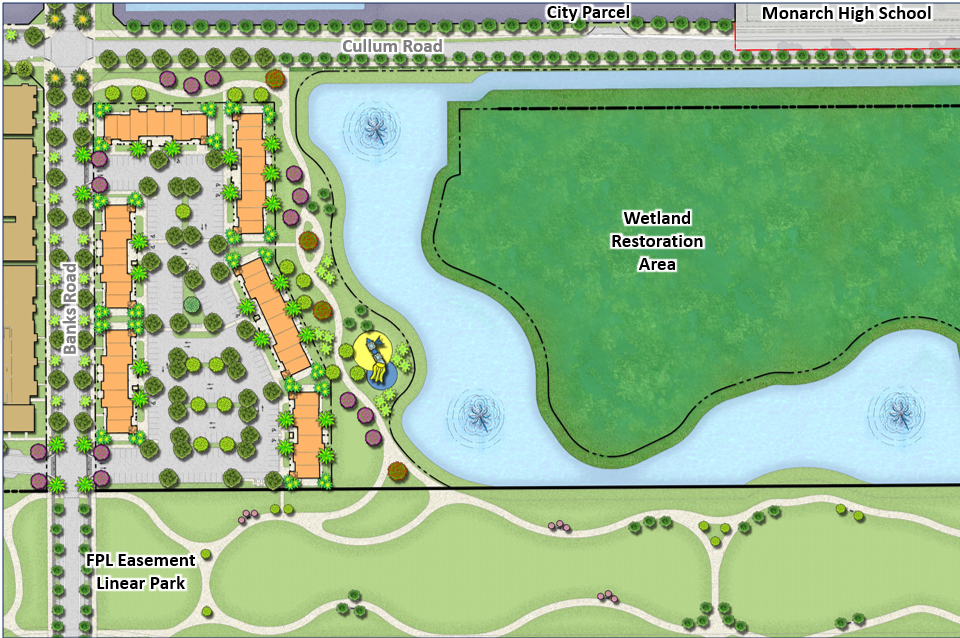 City Parcel
Monarch High School
Cullum Road
Wetland
Restoration
Area
Banks Road
FPL Easement
Linear Park